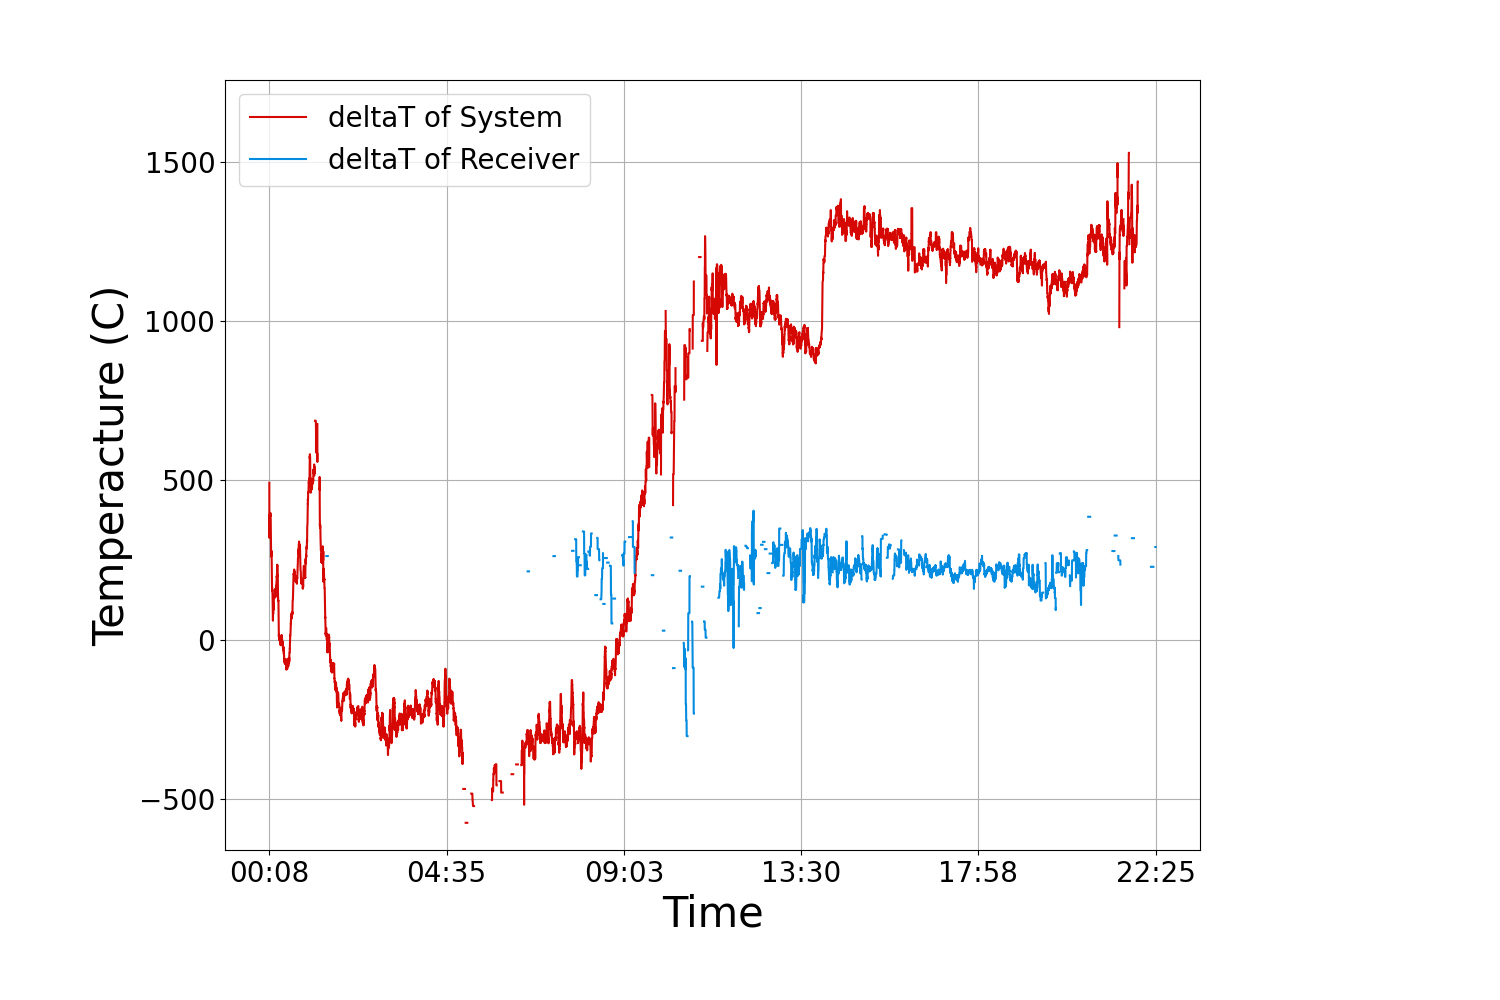 deltaT of System
deltaT of Receiver
Temperacture (C)
1500
1000
500
0
−500
00:08 04:35 09:03 13:30 17:58 22:25
Time